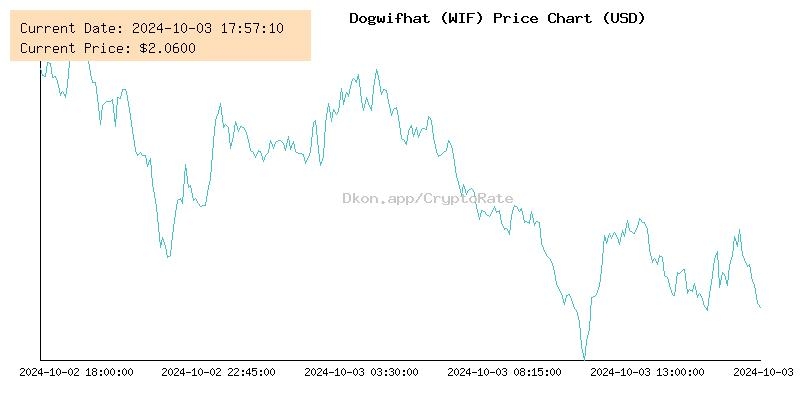 Dogwifhat (WIF) Price Chart (USD)
Current Date: 2024-10-03 17:57:10
Current Price: $2.0600
Dkon.app/CryptoRate
2024-10-02 18:00:00 2024-10-02 22:45:00 2024-10-03 03:30:00 2024-10-03 08:15:00 2024-10-03 13:00:00 2024-10-03